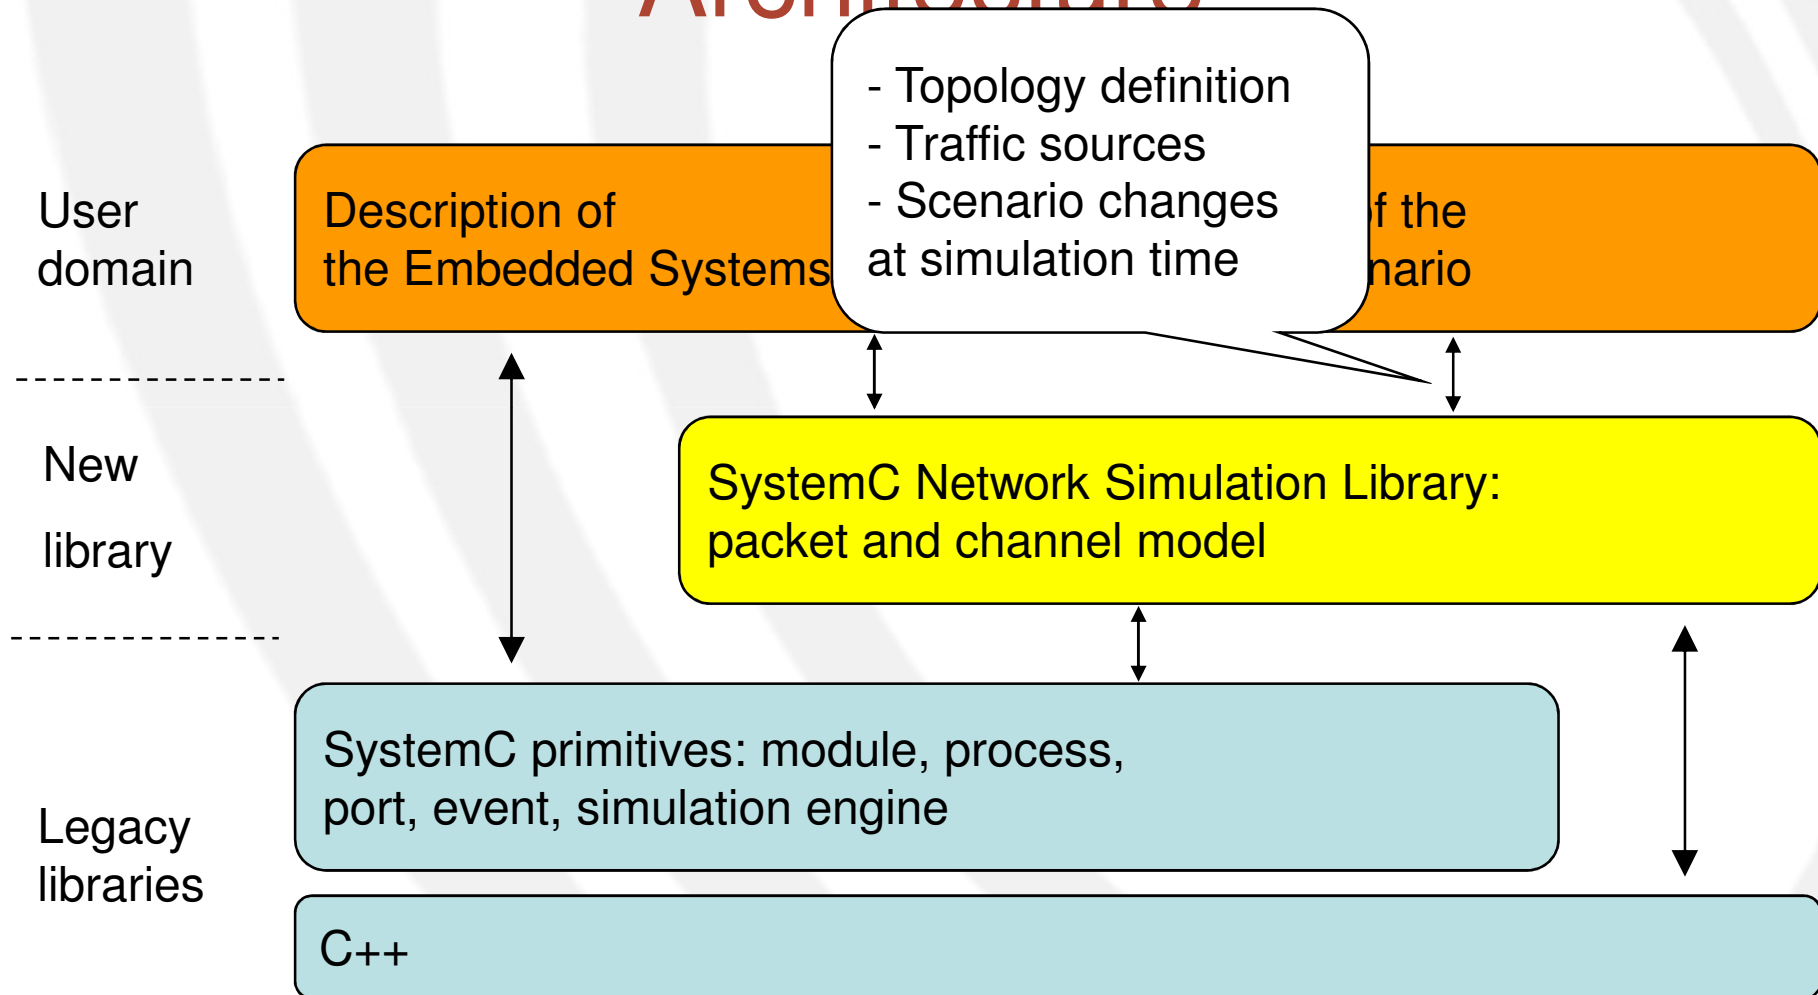 Architecture
- Topology definition
- Traffic sources
- Scenario changes
at simulation time
User
domain
Description of
the Embedded Systems
of the
nario
New
library
SystemC Network Simulation Library:
packet and channel model
Legacy
libraries
SystemC primitives: module, process,
port, event, simulation engine
C++